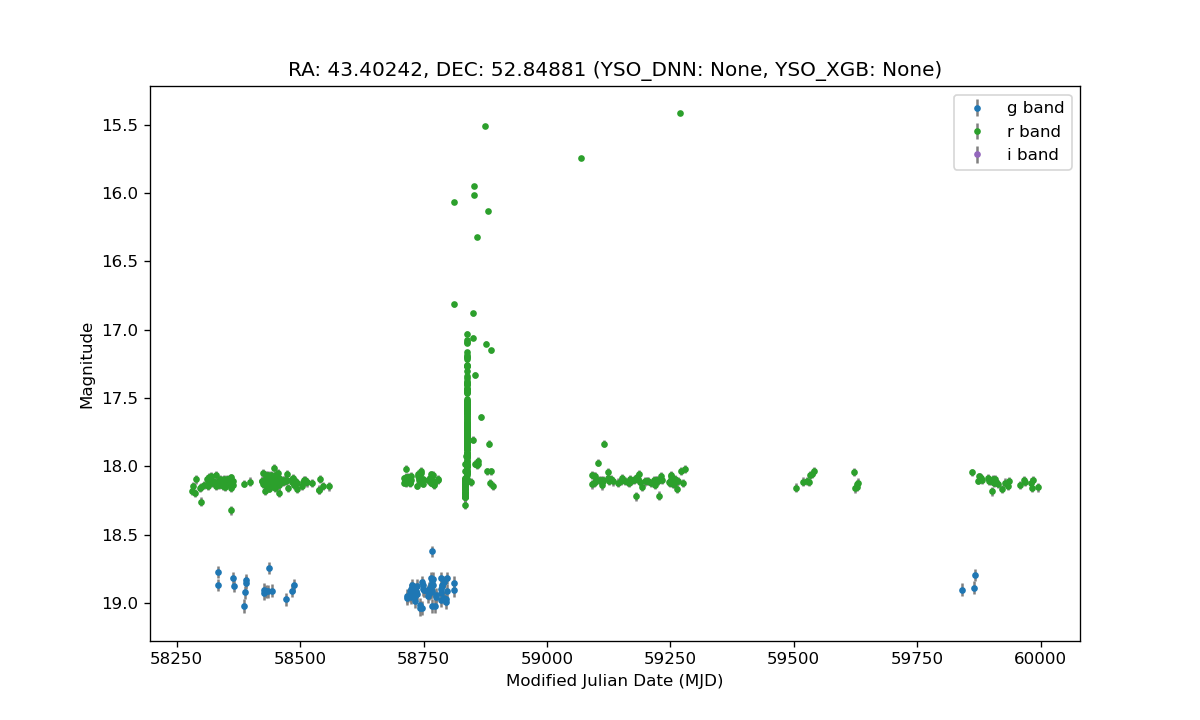 RA: 43.40242, DEC: 52.84881 (YSO_DNN: None, YSO_XGB: None)
g band
r band
i band
15.5
16.0
16.5
17.0
17.5
18.0
18.5
19.0
Magnitude
58250 58500 58750 59000 59250 59500 59750 60000
Modified Julian Date (MJD)